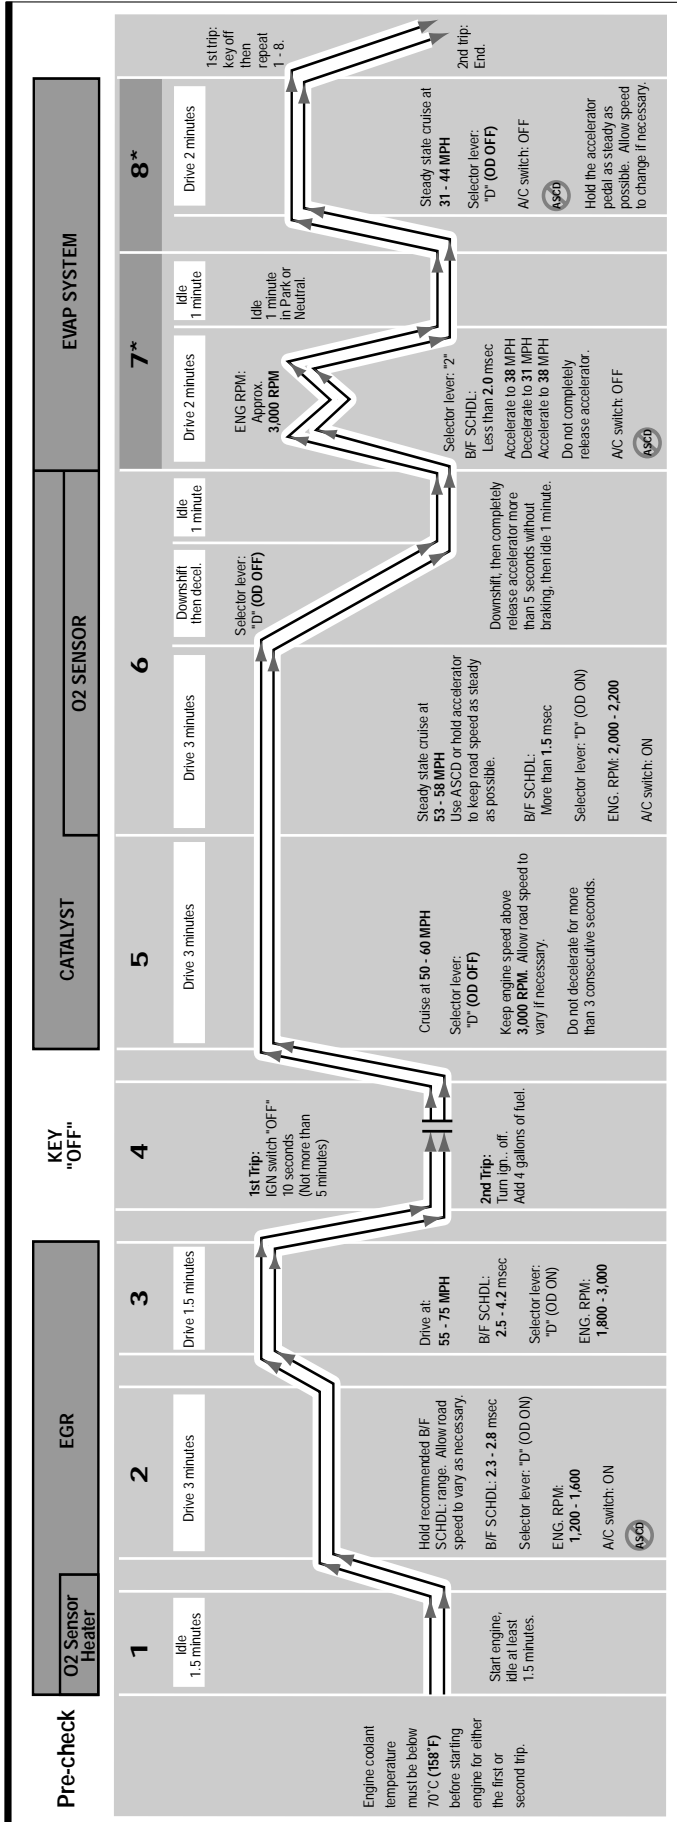 Pre-check
O2 Sensor
Heater
EGR
KEY
"OFF"
CATALYST
O2 SENSOR
EVAP SYSTEM
Engine coolant
temperature
must be below
70˚C (158˚F)
before starting
engine for either
the first or
second trip.
1
Idle
1.5 minutes
Start engine,
idle at least
1.5 minutes.
2
Drive 3 minutes
Hold recommended B/F
SCHDL: range. Allow road
speed to vary as necessary.
B/F SCHDL: 2.3 - 2.8 msec
Selector lever: "D" (OD ON)
ENG. RPM:
1,200 - 1,600
A/C switch: ON
ASCD
3
Drive 1.5 minutes
Drive at:
55 - 75 MPH
B/F SCHDL:
2.5 - 4.2 msec
Selector lever:
"D" (OD ON)
ENG. RPM:
1,800 - 3,000
4
1st Trip:
IGN switch "OFF"
10 seconds
(Not more than
5 minutes)
2nd Trip:
Turn ign.. off.
Add 4 gallons of fuel.
5
Drive 3 minutes
Cruise at 50 - 60 MPH
Selector lever:
"D" (OD OFF)
Keep engine speed above
3,000 RPM. Allow road speed to
vary if necessary.
Do not decelerate for more
than 3 consecutive seconds.
6
Drive 3 minutes
Steady state cruise at
53 - 58 MPH
Use ASCD or hold accelerator
to keep road speed as steady
as possible.
B/F SCHDL:
More than 1.5 msec
Selector lever: "D" (OD ON)
ENG. RPM: 2,000 - 2,200
A/C switch: ON
Downshift
then decel.
Selector lever:
"D" (OD OFF)
Idle
1 minute
Downshift, then completely
release accelerator more
than 5 seconds without
braking, then idle 1 minute.
7*
Drive 2 minutes
ENG RPM:
Approx.
3,000 RPM
Selector lever: "2"
B/F SCHDL:
Less than 2.0 msec
Accelerate to 38 MPH
Decelerate to 31 MPH
Accelerate to 38 MPH
Do not completely
release accelerator.
A/C switch: OFF
ASCD
Idle
1 minute
Idle
1 minute
in Park or
Neutral.
8*
Drive 2 minutes
Steady state cruise at
31 - 44 MPH
Selector lever:
"D" (OD OFF)
A/C switch: OFF
ASCD
Hold the accelerator
pedal as steady as
possible. Allow speed
to change if necessary.
1st trip:
key off
then
repeat
1 - 8.
2nd trip:
End.